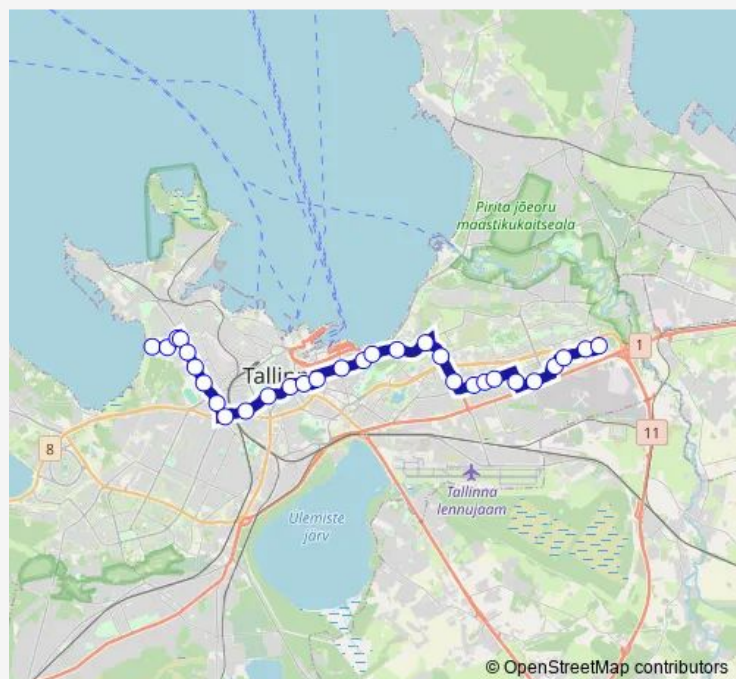 Pirita jõeoru
maastikukaitseala
1
Tallinn
8
11
Tallinna
lennujaam
Ülemiste
järv
© OpenStreetMap contributors